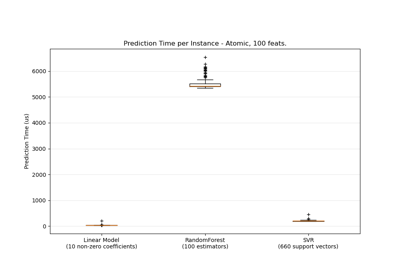 Prediction Time per Instance - Atomic, 100 feats.
Prediction Time (us)
6000
5000
4000
3000
2000
1000
0
Linear Model
(10 non-zero coefficients)
RandomForest
(100 estimators)
SVR
(660 support vectors)